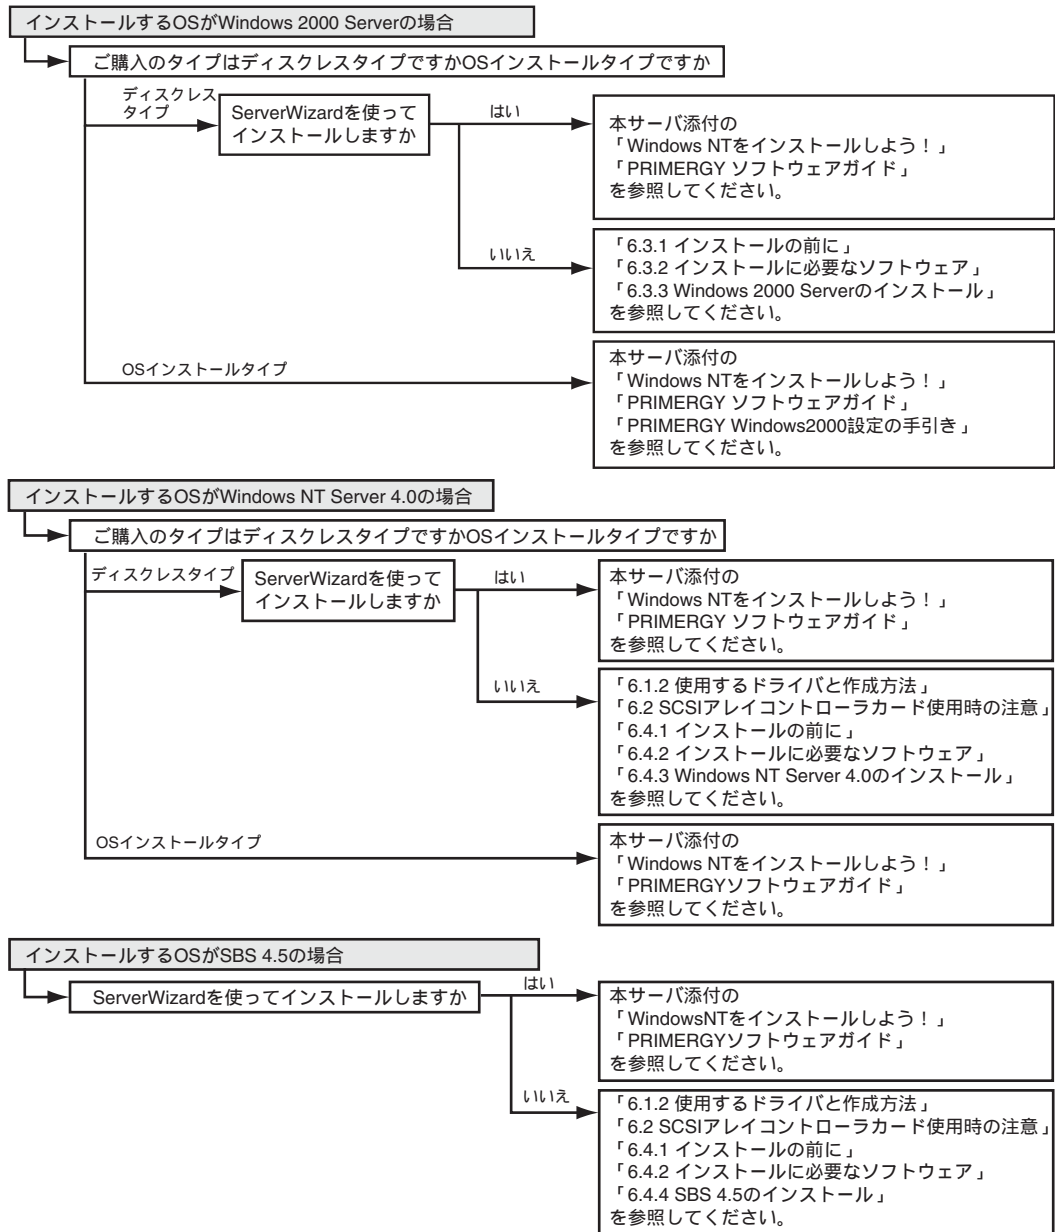 インストールするOSがWindows 2000 Serverの場合
ご購入のタイプはディスクレスタイプですかOSインストールタイプですか
ディスクレス
タイプ
ServerWizardを使って
インストールしますか
はい
本サーバ添付の
「Windows NTをインストールしよう！」
「PRIMERGY ソフトウェアガイド」
を参照してください。
いいえ
「6.3.1 インストールの前に」
「6.3.2 インストールに必要なソフトウェア」
「6.3.3 Windows 2000 Serverのインストール」
を参照してください。
OSインストールタイプ
本サーバ添付の
「Windows NTをインストールしよう！」
「PRIMERGY ソフトウェアガイド」
「PRIMERGY Windows2000設定の手引き」
を参照してください。
インストールするOSがWindows NT Server 4.0の場合
ご購入のタイプはディスクレスタイプですかOSインストールタイプですか
ディスクレスタイプ
ServerWizardを使って
インストールしますか
はい
本サーバ添付の
「Windows NTをインストールしよう！」
「PRIMERGY ソフトウェアガイド」
を参照してください。
いいえ
「6.1.2 使用するドライバと作成方法」
「6.2 SCSIアレイコントローラカード使用時の注意」
「6.4.1 インストールの前に」
「6.4.2 インストールに必要なソフトウェア」
「6.4.3 Windows NT Server 4.0のインストール」
を参照してください。
OSインストールタイプ
本サーバ添付の
「Windows NTをインストールしよう！」
「PRIMERGYソフトウェアガイド」
を参照してください。
インストールするOSがSBS 4.5の場合
ServerWizardを使ってインストールしますか
はい
本サーバ添付の
「WindowsNTをインストールしよう！」
「PRIMERGYソフトウェアガイド」
を参照してください。
いいえ
「6.1.2 使用するドライバと作成方法」
「6.2 SCSIアレイコントローラカード使用時の注意」
「6.4.1 インストールの前に」
「6.4.2 インストールに必要なソフトウェア」
「6.4.4 SBS 4.5のインストール」
を参照してください。